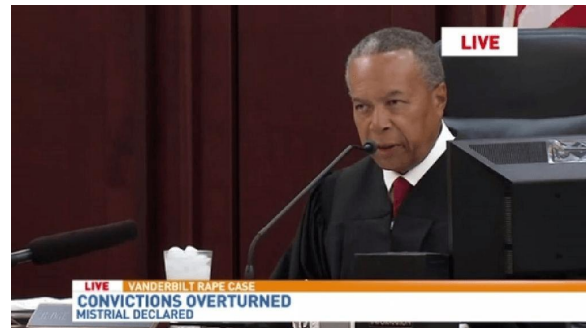 LIVE
LIVE VANDERBILT RAPE CASE
CONVICTIONS OVERTURNED
MISTRIAL DECLARED